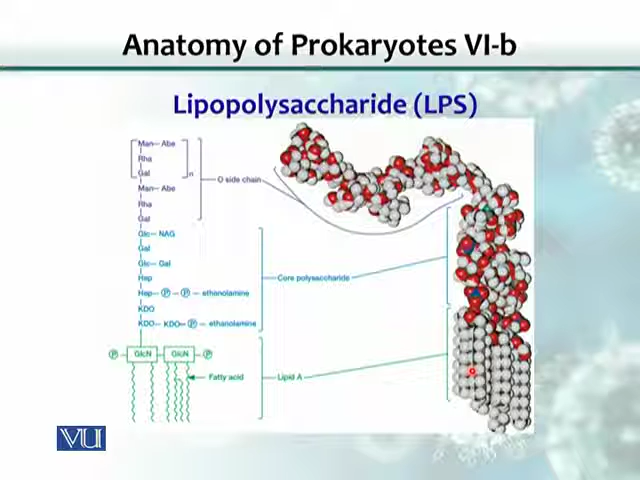 Anatomy of Prokaryotes VI-b
Lipopolysaccharide (LPS)
Man— Abe
Rha
Gal
n
O side chain
Man— Abe
Rha
Gal
Glc— NAG
Gal
Glc— Gal
Hep
Core polysaccharide
Hep— P — P — ethanolamine
KDO
KDO— KDO— P — ethanolamine
P — GlcN GlcN — P
Fatty acid
Lipid A
VU